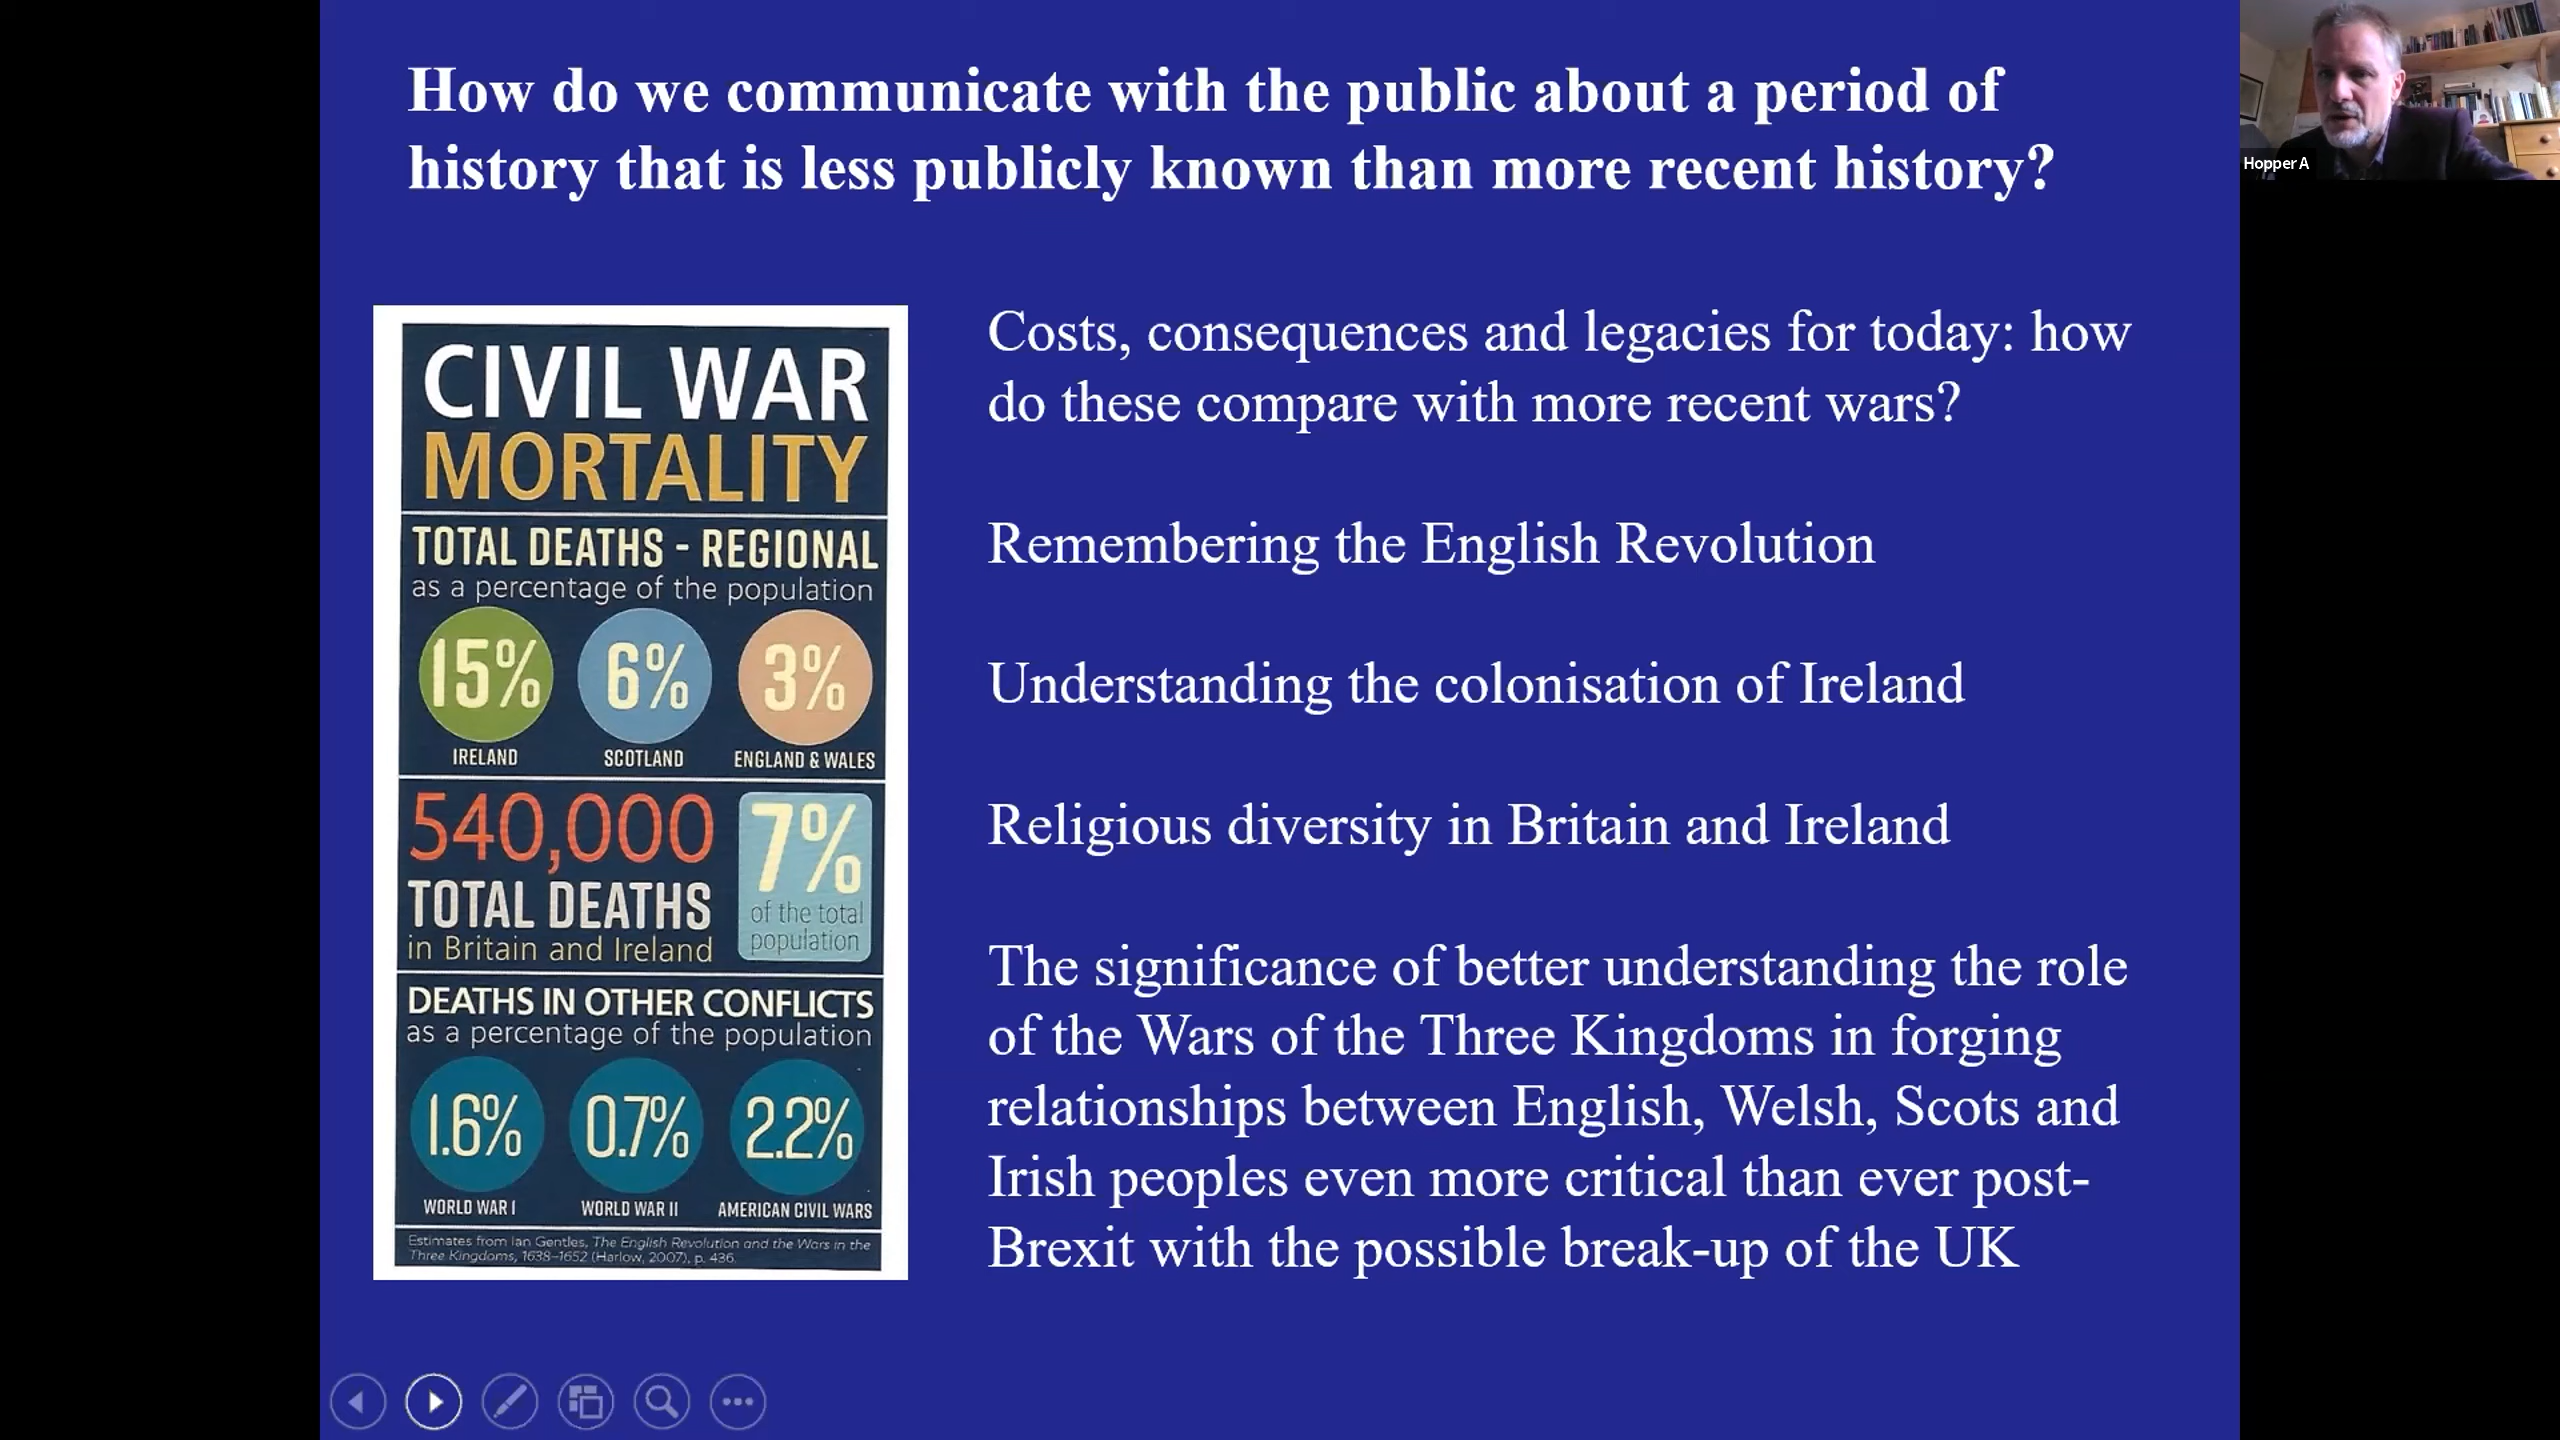 How do we communicate with the public about a period of
history that is less publicly known than more recent history?
CIVIL WAR
MORTALITY
TOTAL DEATHS - REGIONAL
as a percentage of the population
15% 6% 3%
IRELAND SCOTLAND ENGLAND & WALES
540,000
TOTAL DEATHS
in Britain and Ireland
7%
of the total
population
DEATHS IN OTHER CONFLICTS
as a percentage of the population
1.6% 0.7% 2.2%
WORLD WAR I WORLD WAR II AMERICAN CIVIL WARS
Estimates from Ian Gentles, The English Revolution and the Wars in the
Three Kingdoms, 1638–1652 (Harlow, 2007), p. 436.
Costs, consequences and legacies for today: how
do these compare with more recent wars?
Remembering the English Revolution
Understanding the colonisation of Ireland
Religious diversity in Britain and Ireland
The significance of better understanding the role
of the Wars of the Three Kingdoms in forging
relationships between English, Welsh, Scots and
Irish peoples even more critical than ever post-
Brexit with the possible break-up of the UK
Hopper A